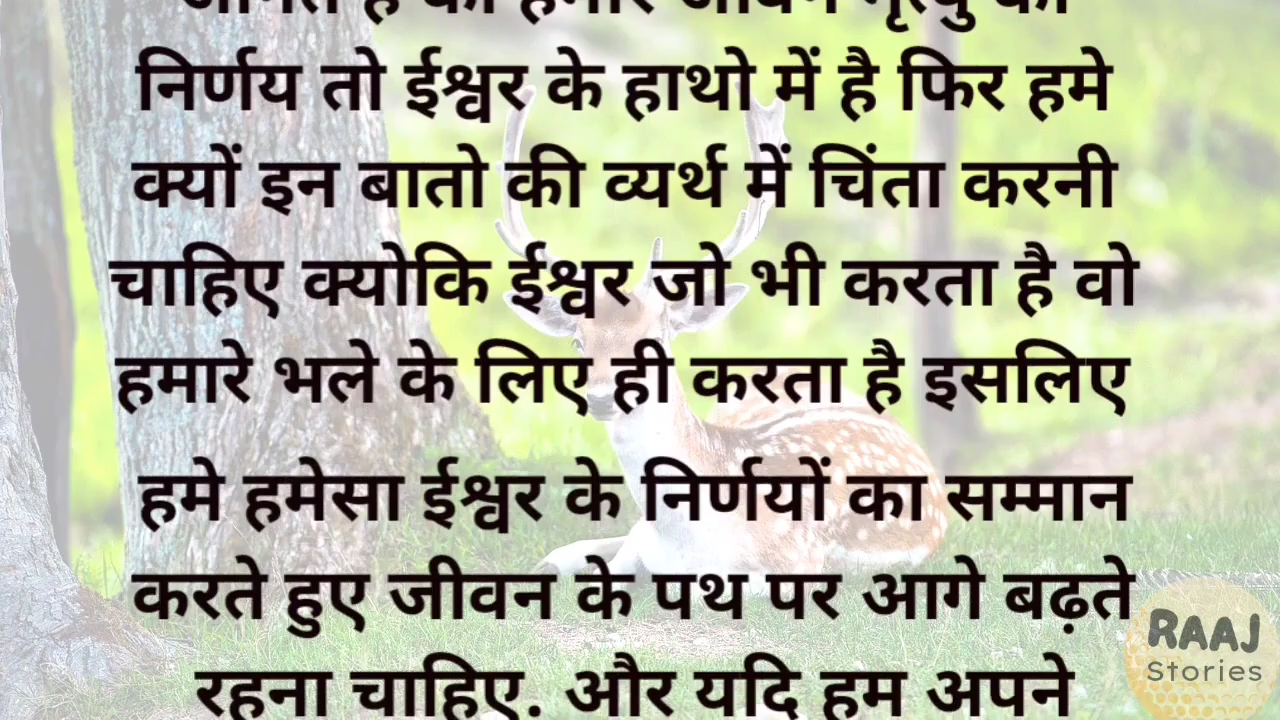 है की हमारे जीवन मृत्यु का
निर्णय तो ईश्वर के हाथो में है फिर हमे
क्यों इन बातो की व्यर्थ में चिंता करनी
चाहिए क्योकि ईश्वर जो भी करता है वो
हमारे भले के लिए ही करता है इसलिए
हमे हमेसा ईश्वर के निर्णयों का सम्मान
करते हुए जीवन के पथ पर आगे बढ़ते
रहना चाहिए. और यदि हम अपने
RAAJ
Stories